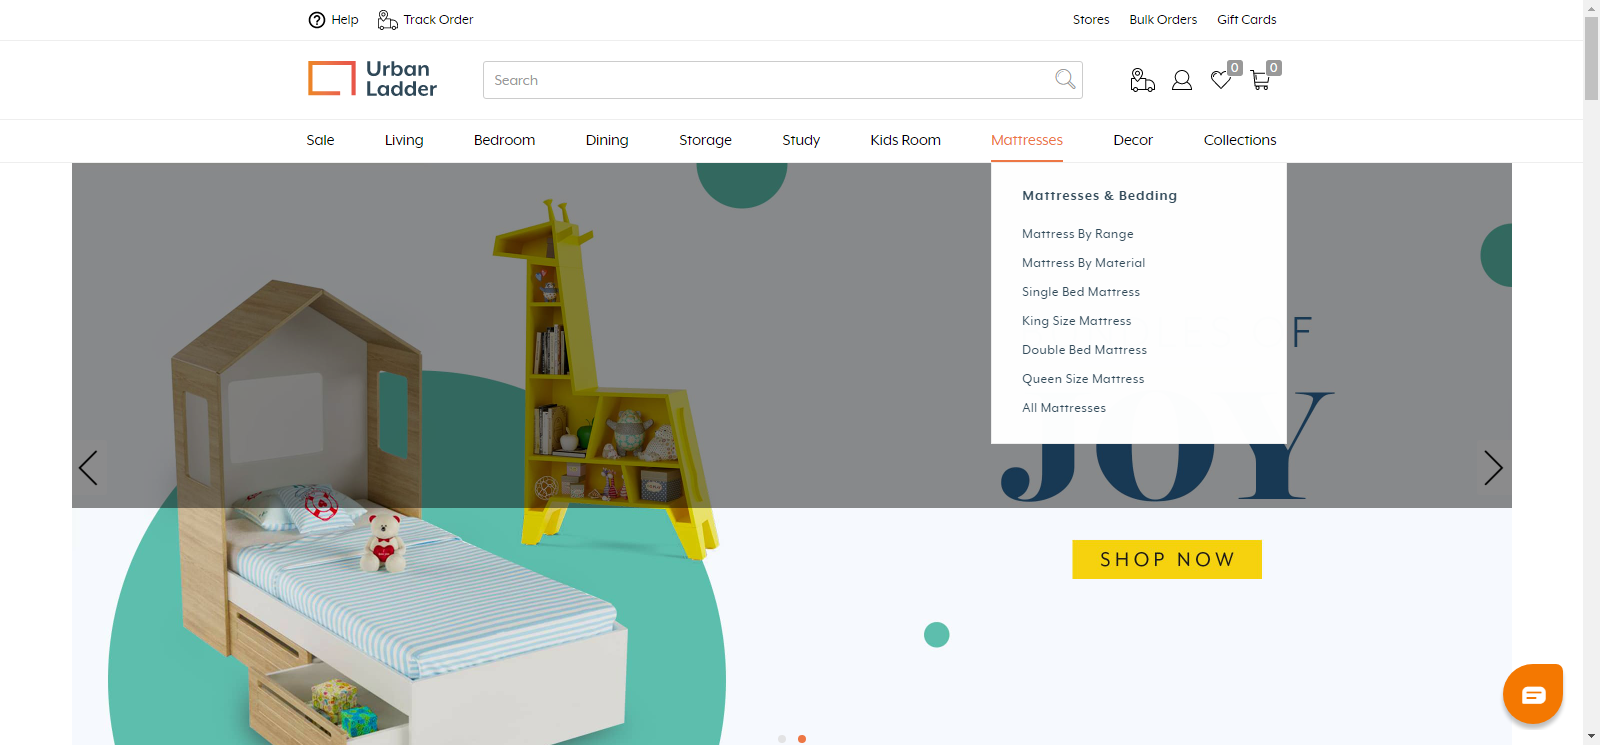 Help
Track Order
Stores
Bulk Orders
Gift Cards
Urban
Ladder
Search
0
0
Sale
Living
Bedroom
Dining
Storage
Study
Kids Room
Mattresses
Decor
Collections
Mattresses & Bedding
Mattress By Range
Mattress By Material
Single Bed Mattress
King Size Mattress
Double Bed Mattress
Queen Size Mattress
All Mattresses
F
JOY
SHOP NOW